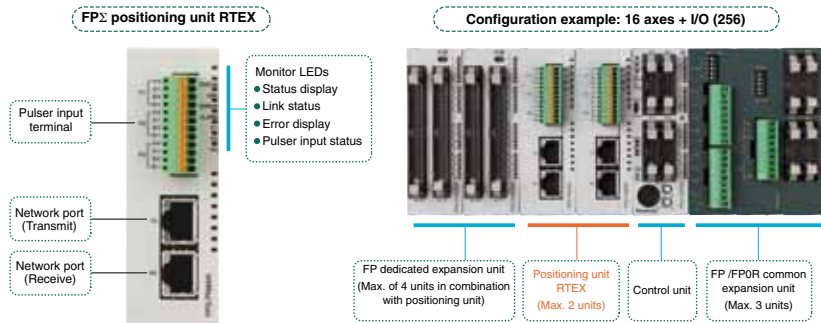 FPΣ positioning unit RTEX
Pulser input
terminal
Network port
(Transmit)
Network port
(Receive)
Monitor LEDs
● Status display
● Link status
● Error display
● Pulser input status
Configuration example: 16 axes + I/O (256)
FP dedicated expansion unit
(Max. of 4 units in combination
with positioning unit)
Positioning unit
RTEX
(Max. 2 units)
Control unit
FP /FP0R common
expansion unit
(Max. 3 units)